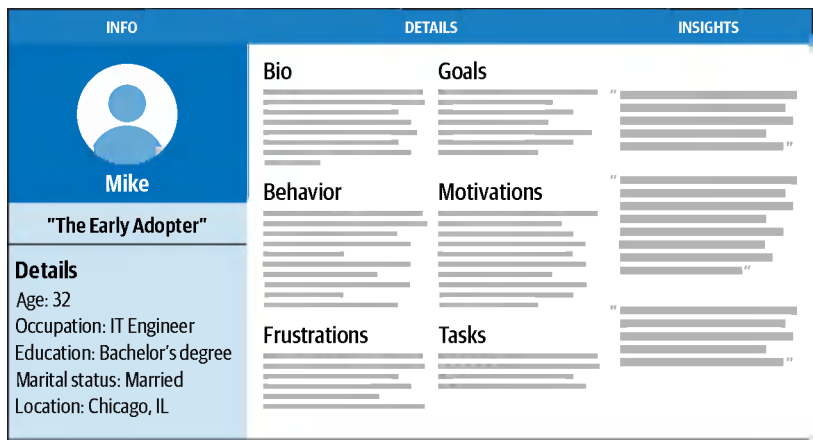 INFO
DETAILS
INSIGHTS
Mike
"The Early Adopter"
Details
Age: 32
Occupation: IT Engineer
Education: Bachelor's degree
Marital status: Married
Location: Chicago, IL
Bio
Goals
Behavior
Motivations
Frustrations
Tasks
"
"
"
"
"
"